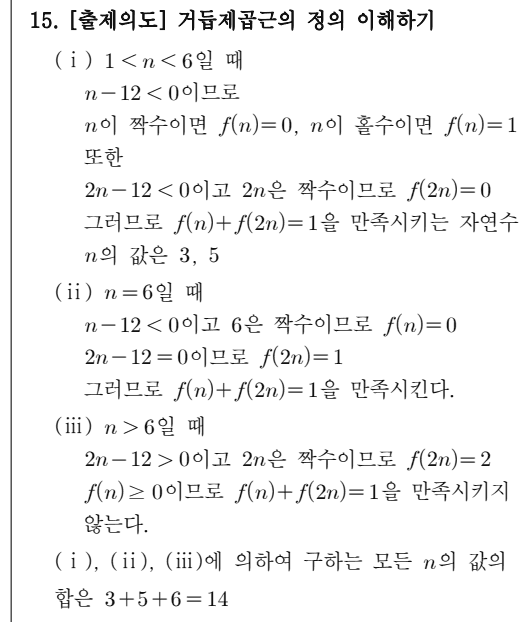 15. [출제의도] 거듭제곱근의 정의 이해하기
(ⅰ) 1<n<6일 때
n-12<0이므로
n이 짝수이면 f(n)=0, n이 홀수이면 f(n)=1
또한
2n-12<0이고 2n은 짝수이므로 f(2n)=0
그러므로 f(n)+f(2n)=1을 만족시키는 자연수
n의 값은 3, 5
(ⅱ) n=6일 때
n-12<0이고 6은 짝수이므로 f(n)=0
2n-12=0이므로 f(2n)=1
그러므로 f(n)+f(2n)=1을 만족시킨다.
(ⅲ) n>6일 때
2n-12>0이고 2n은 짝수이므로 f(2n)=2
f(n)≥0이므로 f(n)+f(2n)=1을 만족시키지
않는다.
(ⅰ), (ⅱ), (ⅲ)에 의하여 구하는 모든 n의 값의
합은 3+5+6=14